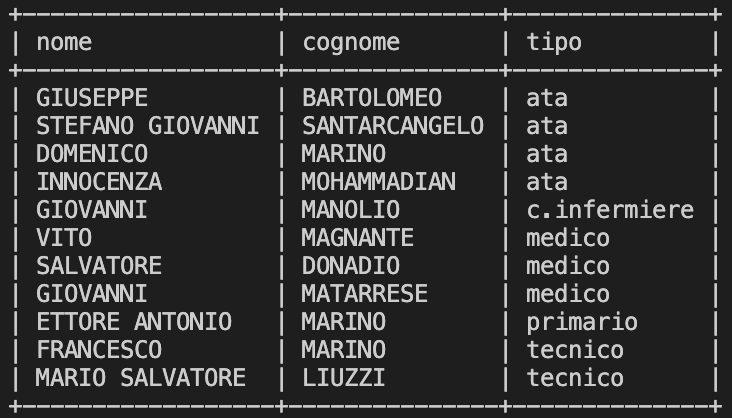 +------------------+-------------+--------------+
| nome             | cognome     | tipo         |
+------------------+-------------+--------------+
| GIUSEPPE         | BARTOLOMEO  | ata          |
| STEFANO GIOVANNI | SANTARCANGELO | ata          |
| DOMENICO         | MARINO      | ata          |
| INNOCENZA        | MOHAMMADIAN | ata          |
| GIOVANNI         | MANOLIO     | c.infermiere |
| VITO             | MAGNANTE    | medico       |
| SALVATORE        | DONADIO     | medico       |
| GIOVANNI         | MATARRESE   | medico       |
| ETTORE ANTONIO   | MARINO      | primario     |
| FRANCESCO        | MARINO      | tecnico      |
| MARIO SALVATORE  | LIUZZI      | tecnico      |
+------------------+-------------+--------------+